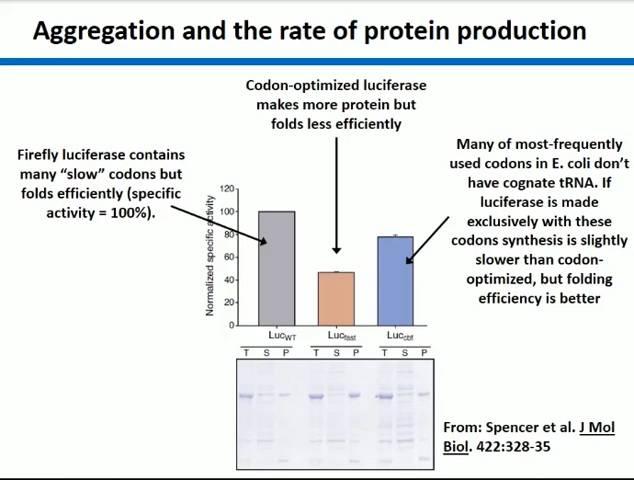 Aggregation and the rate of protein production
Codon-optimized luciferase
makes more protein but
folds less efficiently
Firefly luciferase contains
many “slow” codons but
folds efficiently (specific
activity = 100%).
Many of most-frequently
used codons in E. coli don’t
have cognate tRNA. If
luciferase is made
exclusively with these
codons synthesis is slightly
slower than codon-
optimized, but folding
efficiency is better
Normalized specific activity
120
100
80
60
40
20
0
LucWT Lucfast Luccbf
T S P T S P T S P
From: Spencer et al. J Mol
Biol. 422:328-35